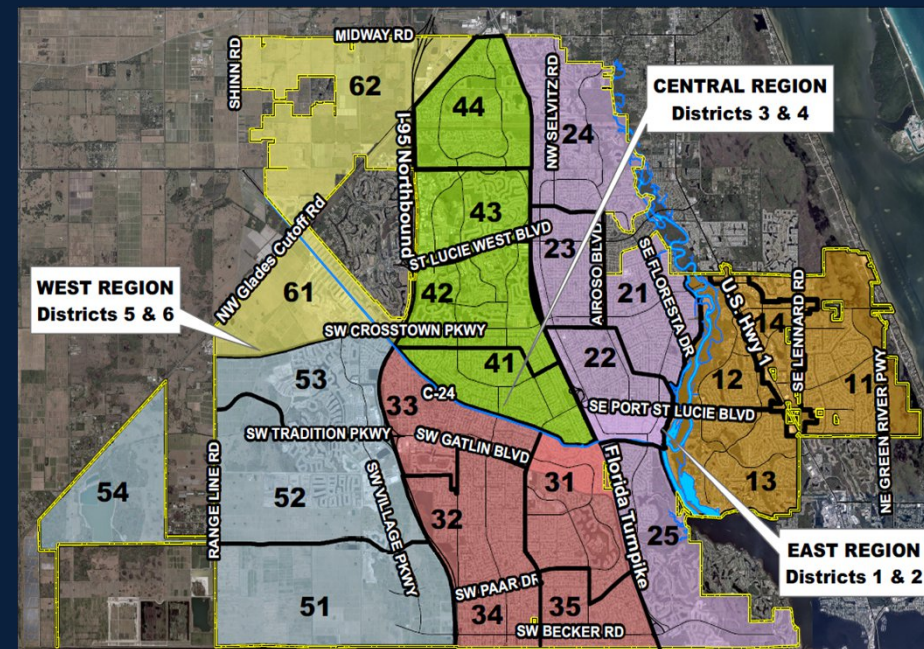 MIDWAY RD
SHINN RD
62
I-95 Northbound
44
NW SELVITZ RD
24
CENTRAL REGION
Districts 3 & 4
43
ST LUCIE WEST BLVD
23
AIROSO BLVD
NW Glades Cutoff Rd
WEST REGION
Districts 5 & 6
61
42
21
SE FLORESTA DR
U.S. Hwy 1
14
SE LENNARD RD
11
SW CROSSTOWN PKWY
41
22
12
53
C-24
33
SE PORT ST LUCIE BLVD
NE GREEN RIVER PKWY
SW TRADITION PKWY
SW GATLIN BLVD
RANGE LINE RD
54
52
SW VILLAGE PKWY
32
31
Florida Turnpike
13
25
EAST REGION
Districts 1 & 2
51
SW PAAR DR
34
35
SW BECKER RD